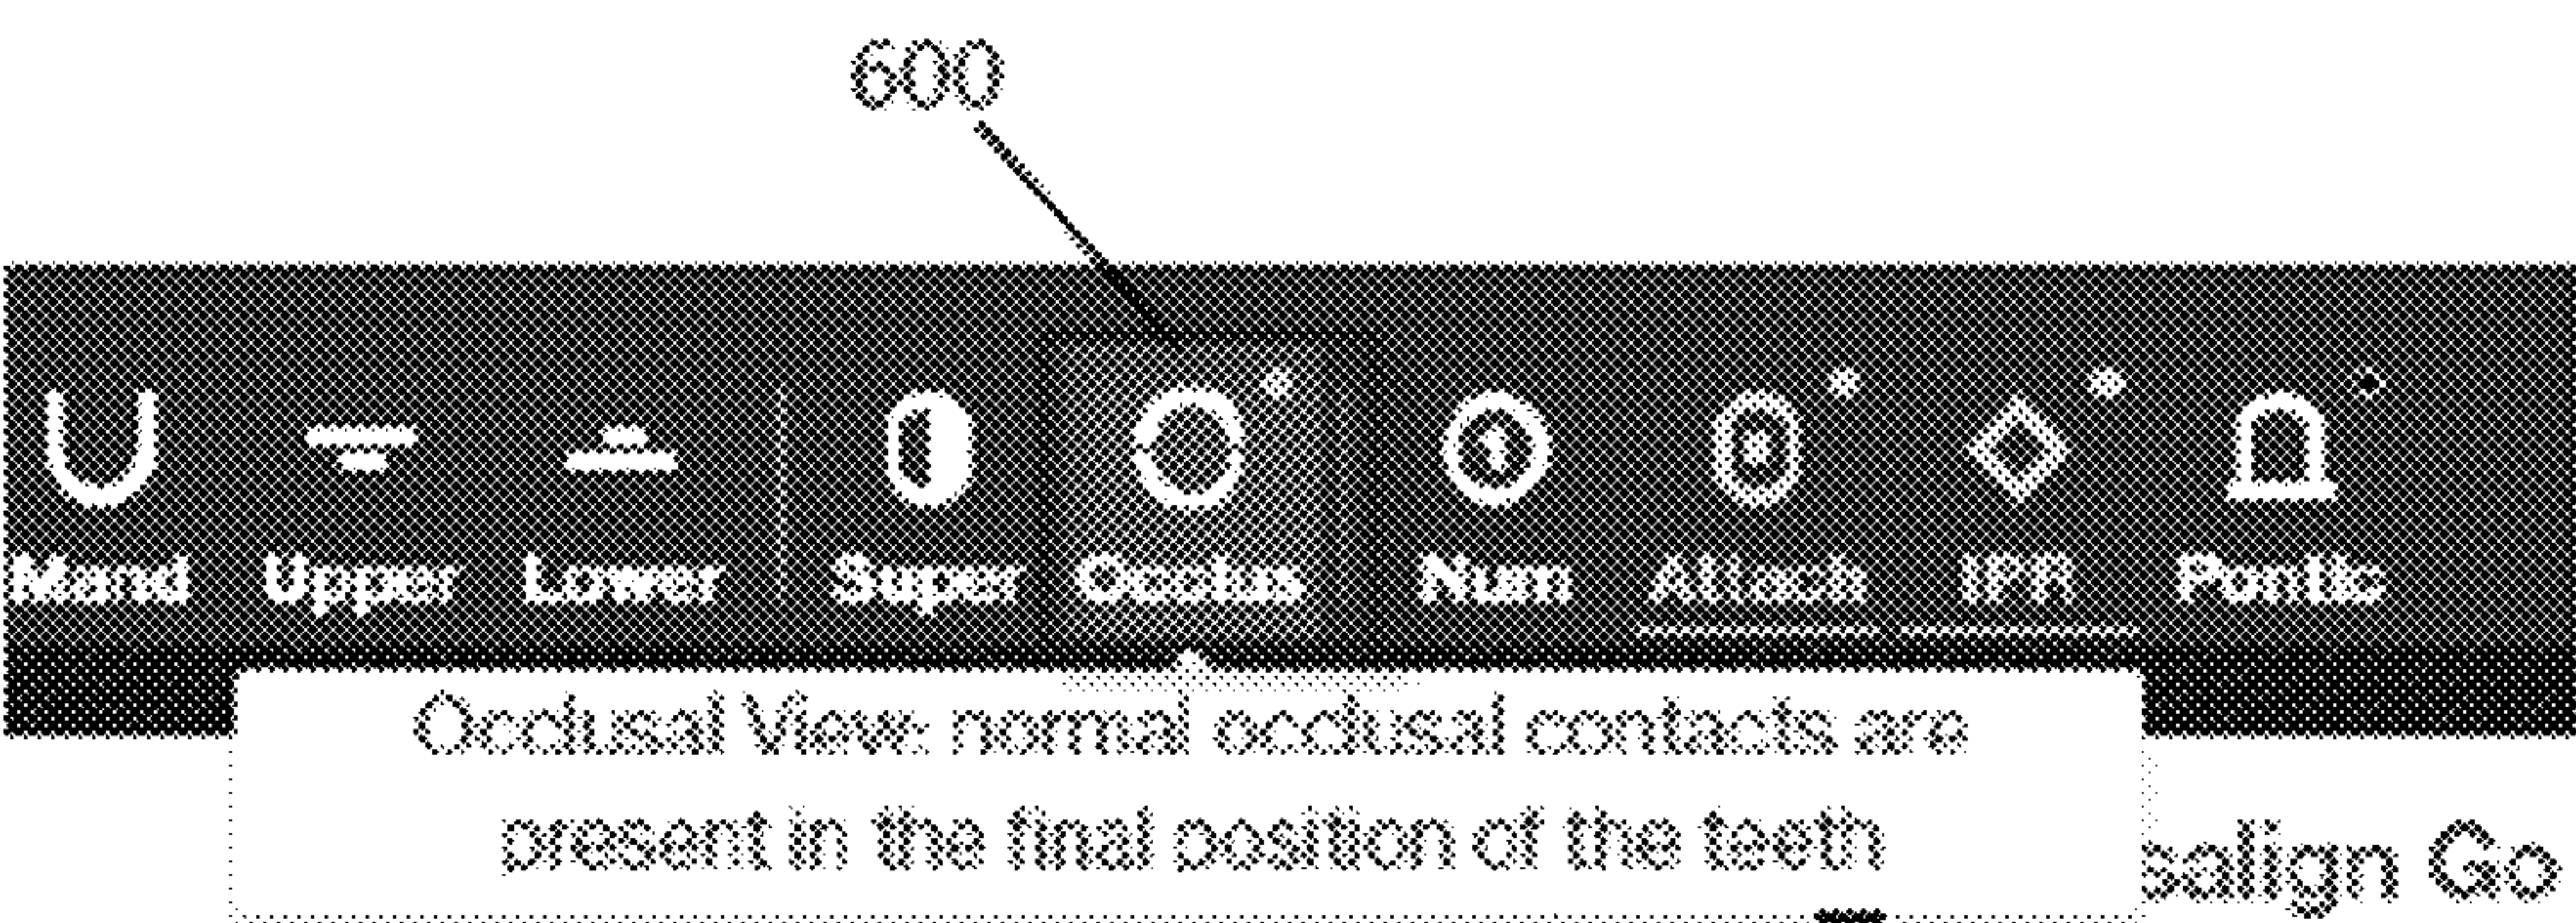 600
Mand Upper Lower Super Occlus Num Attach IPR Pontic
Occlusal View: normal occlusal contacts are
present in the final position of the teeth
salign Go